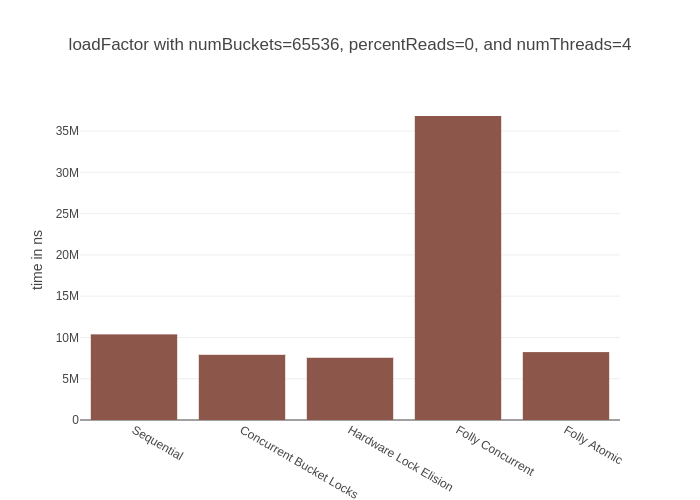 loadFactor with numBuckets=65536, percentReads=0, and numThreads=4
time in ns
35M
30M
25M
20M
15M
10M
5M
0
Sequential
Concurrent Bucket Locks
Hardware Lock Elision
Folly Concurrent
Folly Atomic